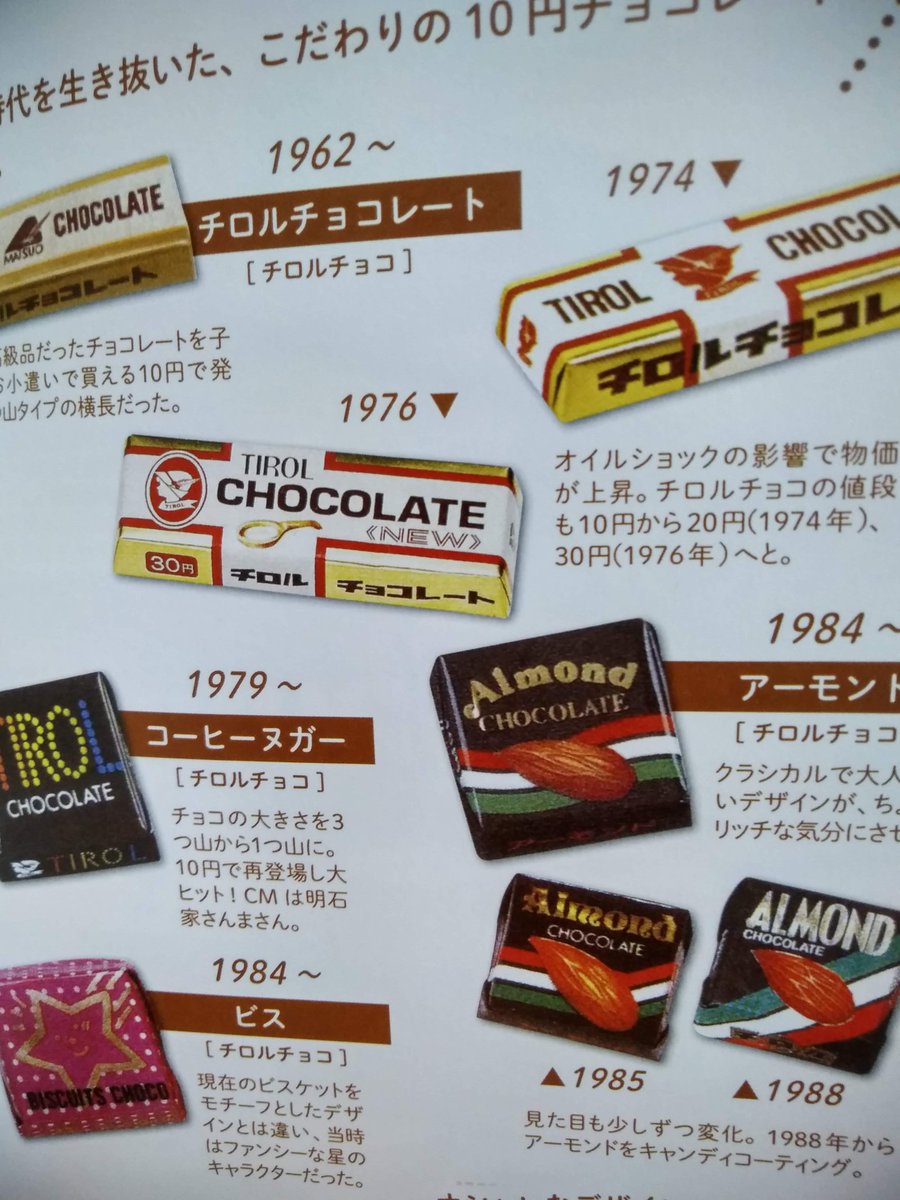 時代を生き抜いた、こだわりの10円チョコレート
1962～
チロルチョコレート
[チロルチョコ]
CHOCOLATE
MATSUO
ルチョコレート
高級品だったチョコレートを子
お小遣いで買える10円で発
山タイプの横長だった。
1974▼
TIROL
CHOCOL
TIROL
チロルチョコレ
1976▼
TIROL
CHOCOLATE
〈NEW〉
TIROL
30円
チロル チョコレート
オイルショックの影響で物価
が上昇。チロルチョコの値段
も10円から20円(1974年)、
30円(1976年)へと。
1979～
コーヒーヌガー
[チロルチョコ]
TIROL
CHOCOLATE
TIROL
チョコの大きさを3
つ山から1つ山に。
10円で再登場し大
ヒット！CMは明石
家さんまさん。
1984～
アーモンド
[チロルチョコ
Almond
CHOCOLATE
アーモンド
クラシカルで大人
いデザインが、ちょ
リッチな気分にさせ
1984～
ビス
[チロルチョコ]
BISCUITS CHOCO
現在のビスケットを
モチーフとしたデザ
インとは違い、当時
はファンシーな星の
キャラクターだった。
Almond
CHOCOLATE
▲1985
ALMOND
CHOCOLATE
▲1988
見た目も少しずつ変化。1988年から
アーモンドをキャンディコーティング。